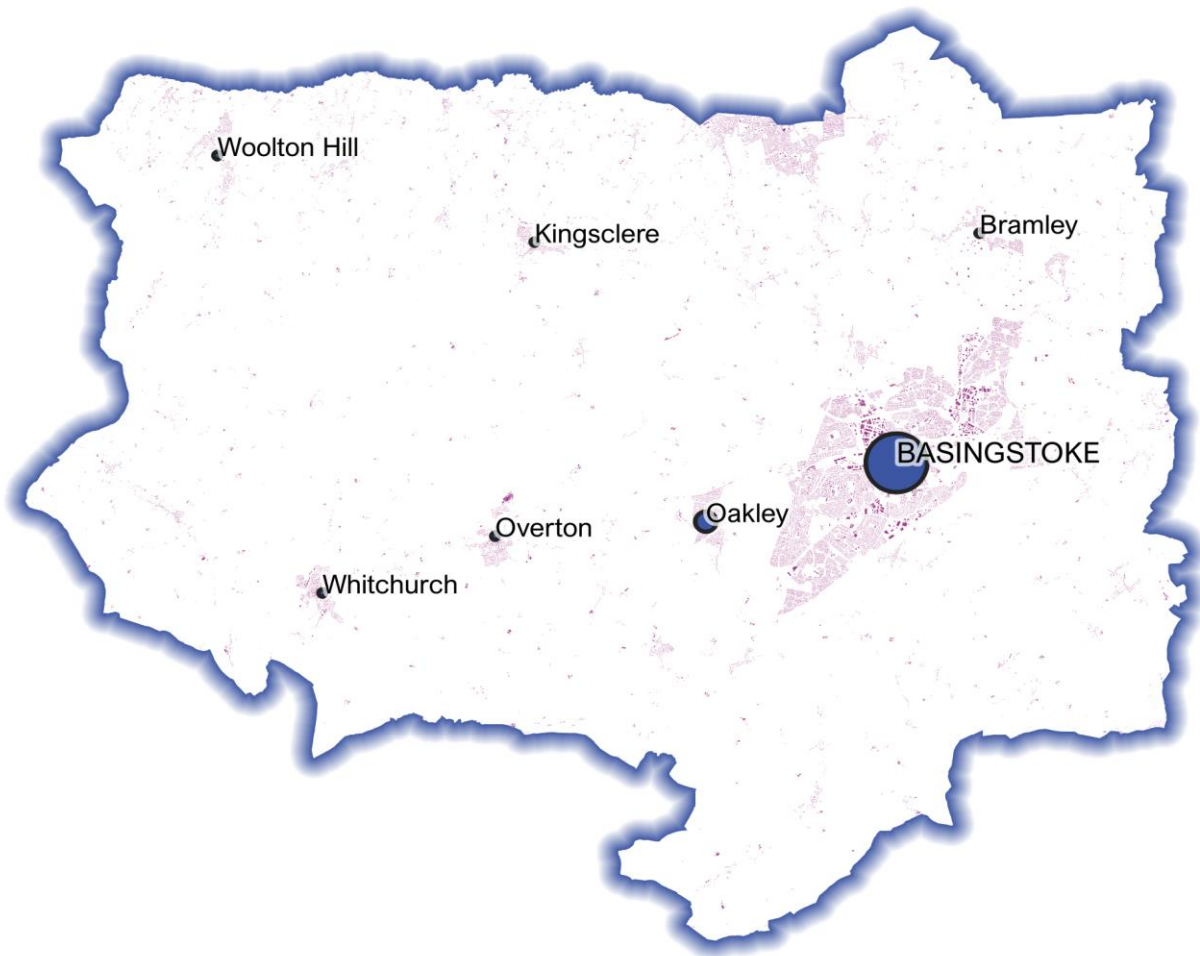 Woolton Hill
Kingsclere
Bramley
BASINGSTOKE
Oakley
Overton
Whitchurch